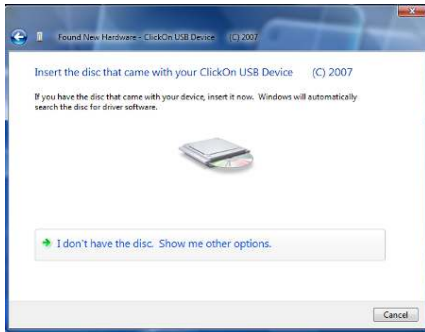 Found New Hardware - ClickOn USB Device (C) 2007
Insert the disc that came with your ClickOn USB Device (C) 2007
If you have the disc that came with your device, insert it now. Windows will automatically
search the disc for driver software.
I don't have the disc. Show me other options.
Cancel